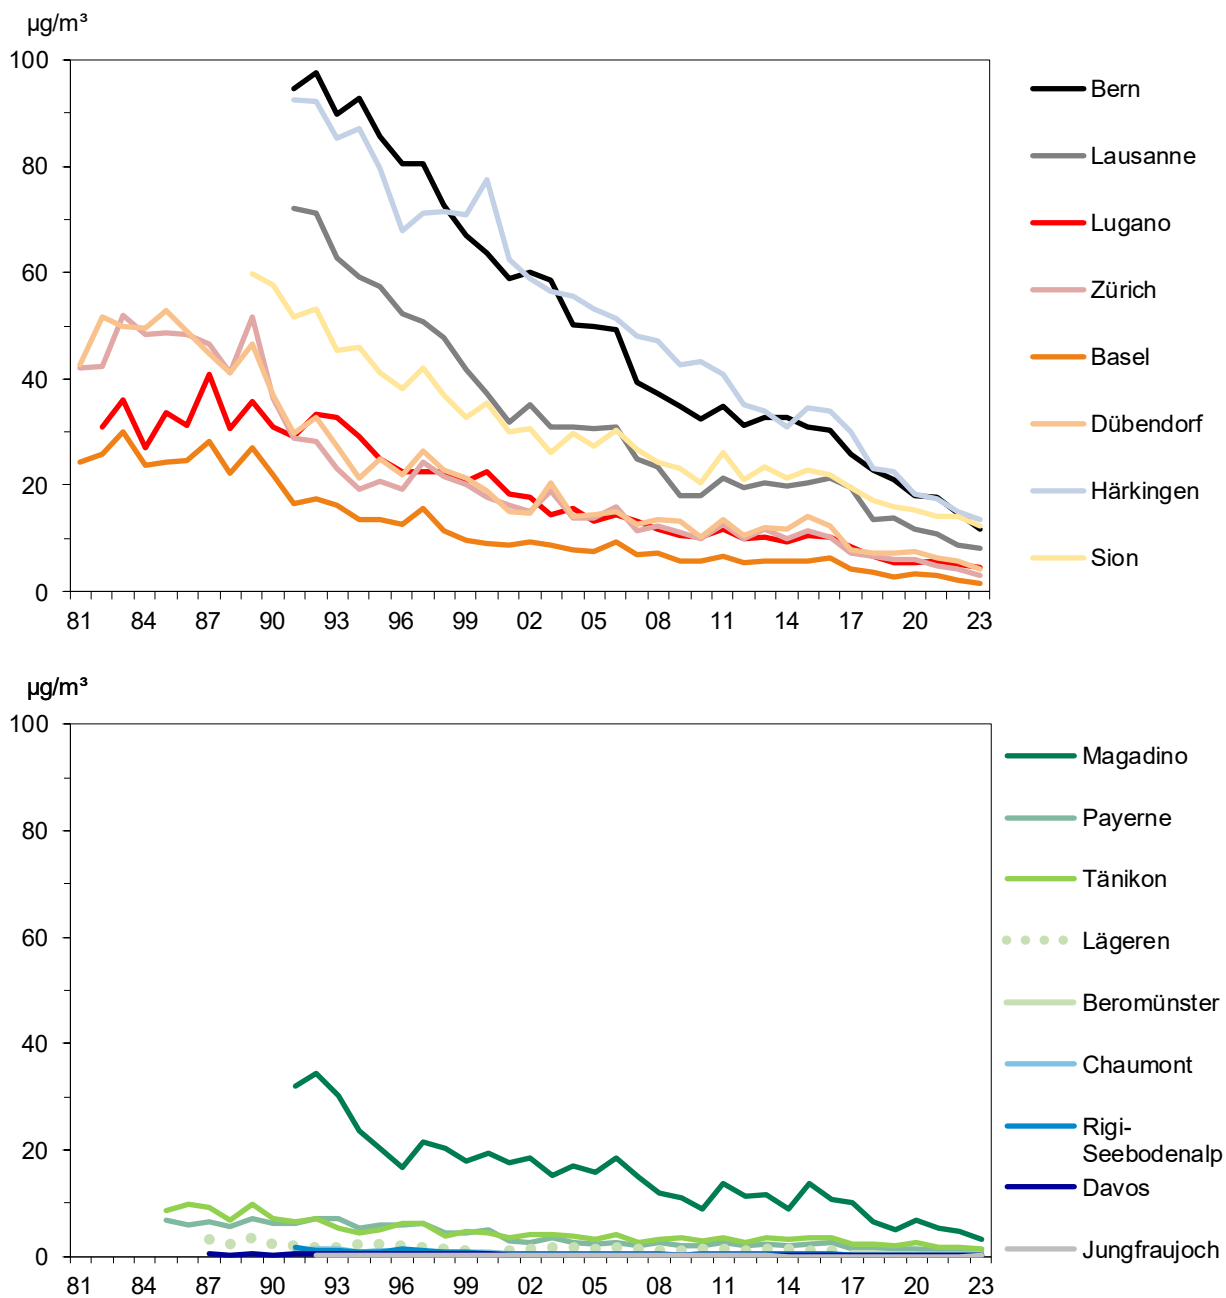 µg/m³
100
80
60
40
20
0
81 84 87 90 93 96 99 02 05 08 11 14 17 20 23
Bern
Lausanne
Lugano
Zürich
Basel
Dübendorf
Härkingen
Sion
µg/m³
100
80
60
40
20
0
81 84 87 90 93 96 99 02 05 08 11 14 17 20 23
Magadino
Payerne
Tänikon
Lägeren
Beromünster
Chaumont
Rigi-
Seebodenalp
Davos
Jungfraujoch